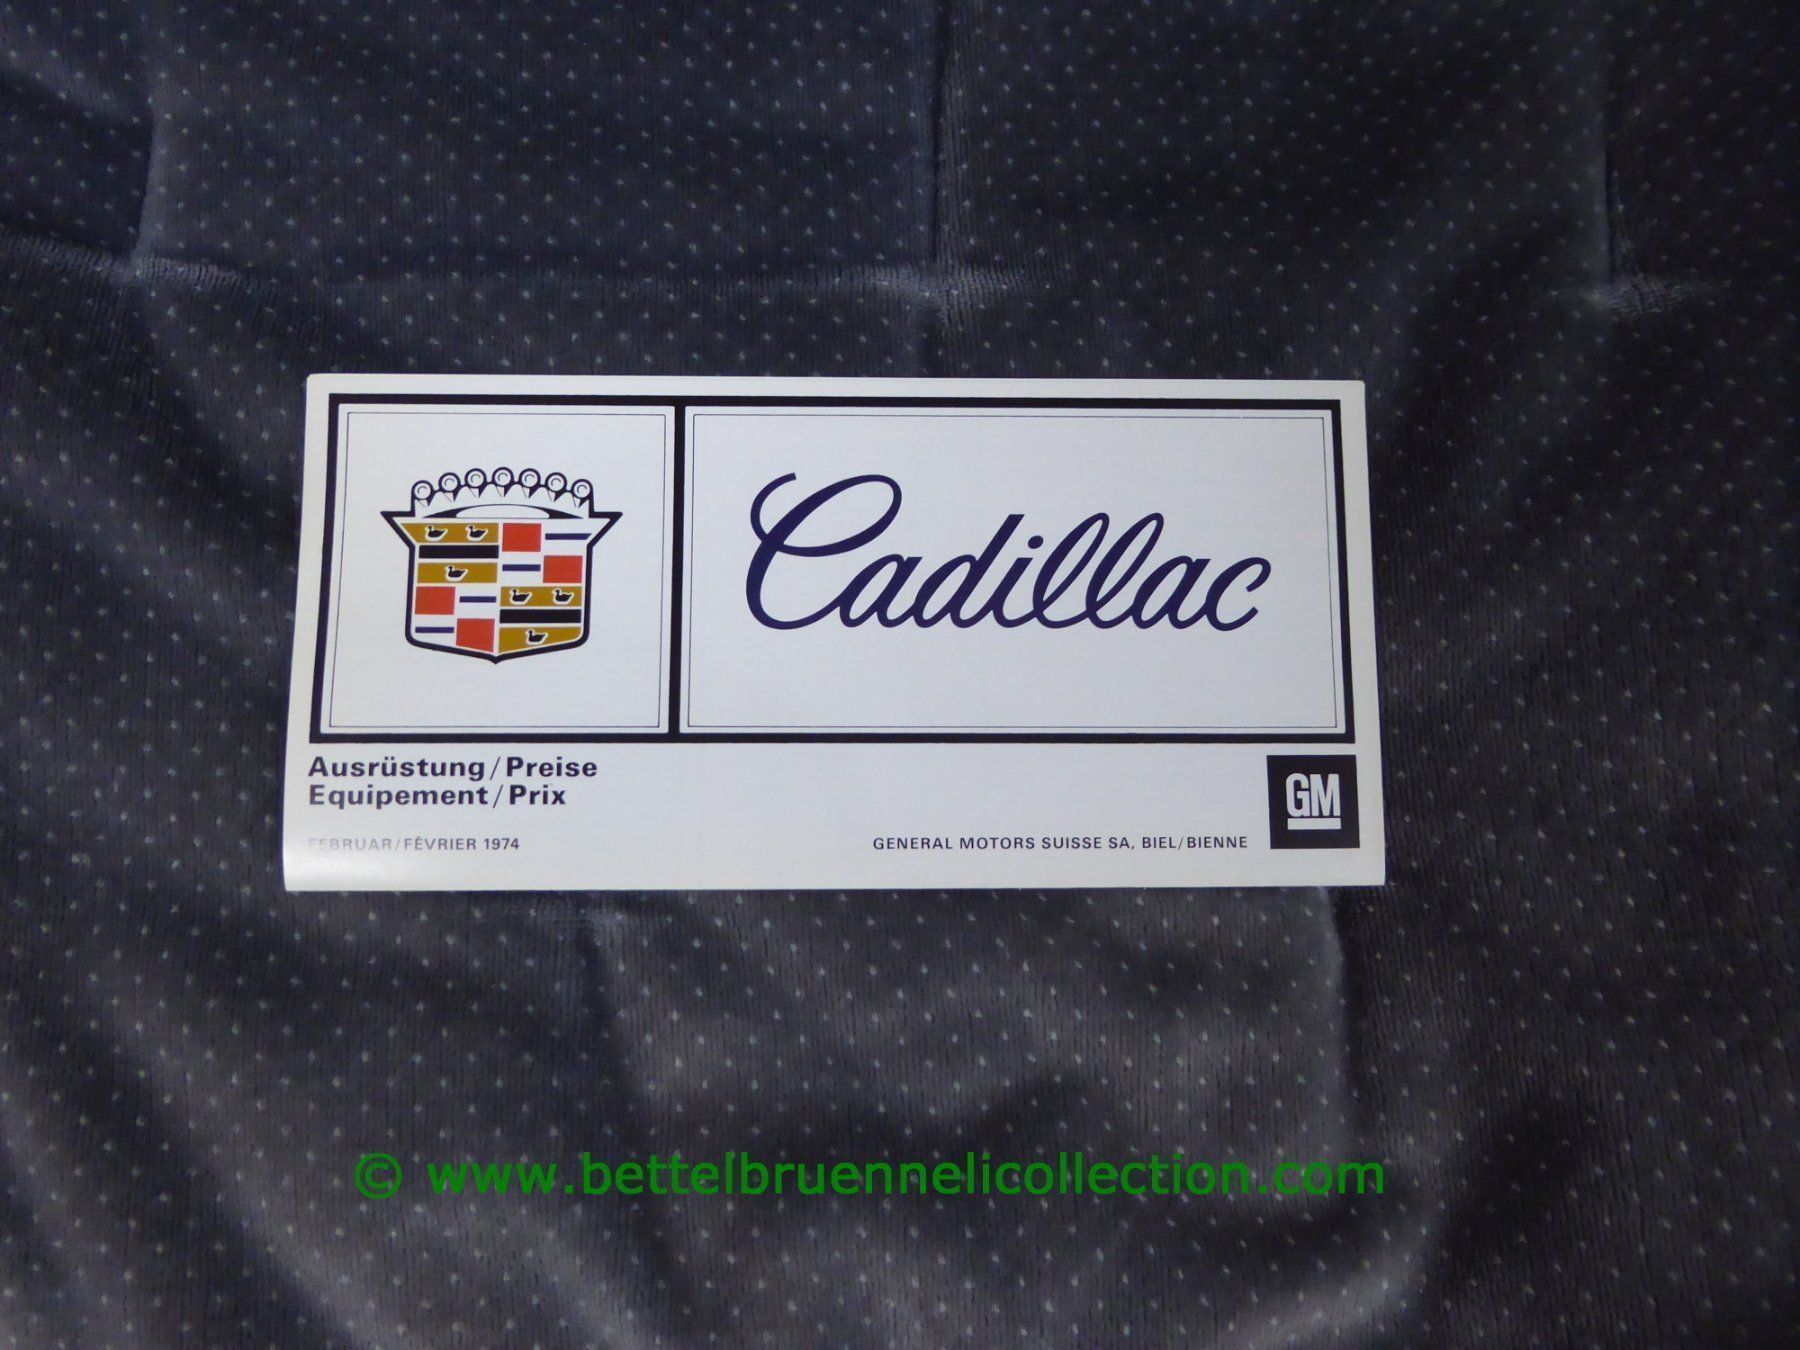 Cadillac
Ausrüstung/Preise
Equipement/Prix
FEBRUAR/FÉVRIER 1974
GENERAL MOTORS SUISSE SA, BIEL/BIENNE
GM
© www.bettelbruennelicollection.com